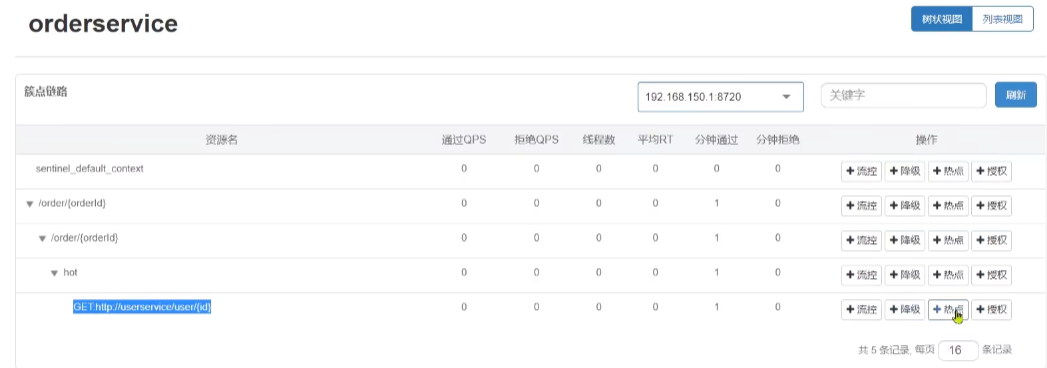 orderservice
树状视图 列表视图
簇点链路 192.168.150.1:8720 关键字 刷新
资源名 通过QPS 拒绝QPS 线程数 平均RT 分钟通过 分钟拒绝 操作
sentinel_default_context 0 0 0 0 0 0 +流控 +降级 +热点 +授权
/order/{orderId} 0 0 0 0 1 0 +流控 +降级 +热点 +授权
/order/{orderId} 0 0 0 0 1 0 +流控 +降级 +热点 +授权
hot 0 0 0 0 1 0 +流控 +降级 +热点 +授权
GET:http://userservice/user/{id} 0 0 0 0 1 0 +流控 +降级 +热点 +授权
共 5 条记录, 每页 16 条记录